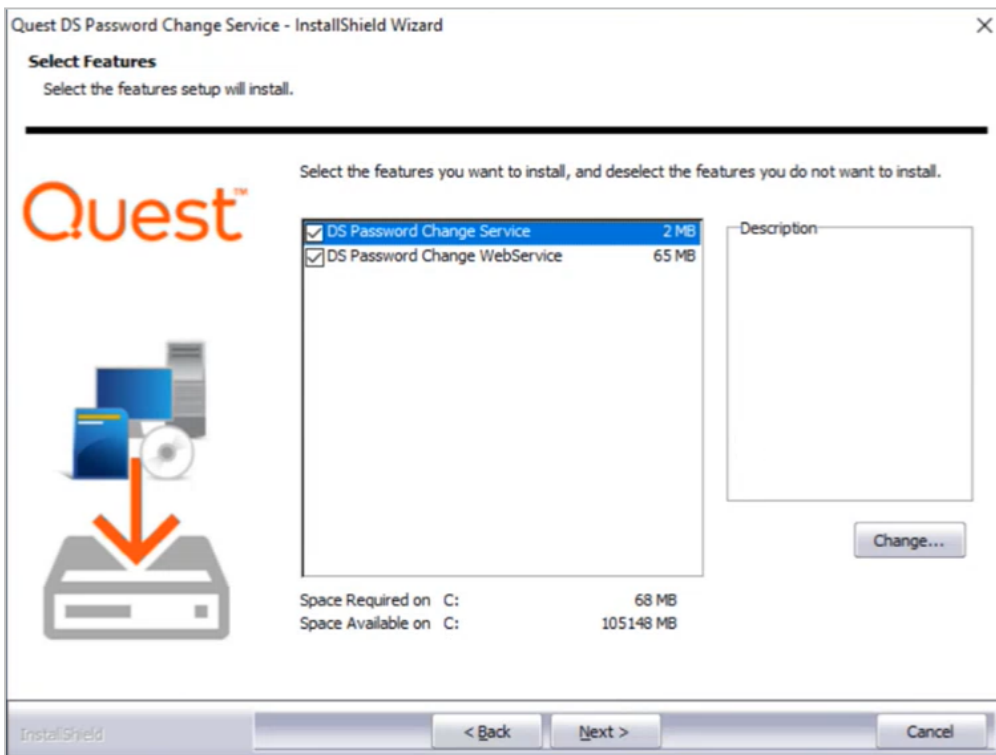 Quest DS Password Change Service - InstallShield Wizard
Select Features
Select the features setup will install.
Select the features you want to install, and deselect the features you do not want to install.
Quest™
DS Password Change Service 2 MB
DS Password Change WebService 65 MB
Description
Change...
Space Required on C: 68 MB
Space Available on C: 105148 MB
InstallShield
< Back Next > Cancel